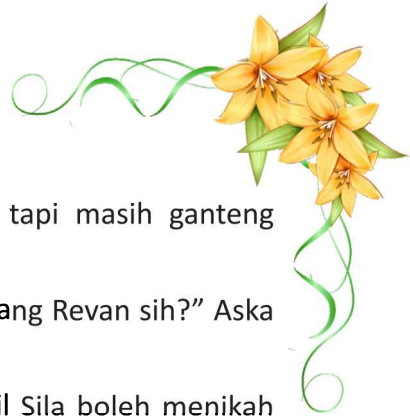 tapi masih ganteng
ang Revan sih?” Aska
il Sila boleh menikah